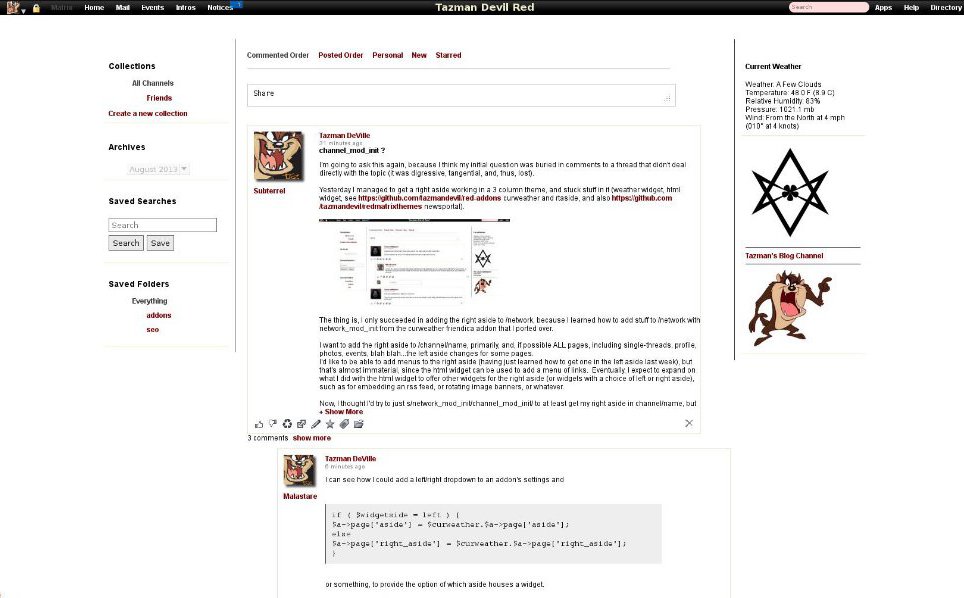 Matrix Home Mail Events Intros Notices
Tazman Devil Red
Search
Apps Help Directory
Collections
All Channels
Friends
Create a new collection
Archives
August 2013
Saved Searches
Search
Search Save
Saved Folders
Everything
addons
seo
Commented Order Posted Order Personal New Starred
Share
Tazman DeVille
31 minutes ago
channel_mod_init ?
Subterrel
I'm going to ask this again, because I think my initial question was buried in comments to a thread that didn't deal
directly with the topic (it was digressive, tangential, and, thus, lost).
Yesterday I managed to get a right aside working in a 3 column theme, and stuck stuff in it (weather widget, html
widget, see https://github.com/tazmandevil/red-addons curweather and rtaside, and also https://github.com
/tazmandevil/redmatrixthemes newsportal).
The thing is, I only succeeded in adding the right aside to /network, because I learned how to add stuff to /network with
network_mod_init from the curweather friendica addon that I ported over.
I want to add the right aside to /channel/name, primarily, and, if possible ALL pages, including single-threads, profile,
photos, events, blah blah...the left aside changes for some pages.
I'd like to be able to add menus to the right aside (having just learned how to get one in the left aside last week), but
that's almost immaterial, since the html widget can be used to add a menu of links. Eventually, I expect to expand on
what I did with the html widget to offer other widgets for the right aside (or widgets with a choice of left or right aside),
such as for embedding an rss feed, or rotating image banners, or whatever.
Now, I thought I'd try to just s/network_mod_init/channel_mod_init/ to at least get my right aside in channel/name, but
+ Show More
3 comments show more
Tazman DeVille
6 minutes ago
Malastare
I can see how I could add a left/right dropdown to an addon's settings and
if ( $widgetside = left ) {
$a->page['aside'] = $curweather.$a->page['aside'];
else
$a->page['right_aside'] = $curweather.$a->page['right_aside'];
}
or something, to provide the option of which aside houses a widget.
Current Weather
Weather: A Few Clouds
Temperature: 48.0 F (8.9 C)
Relative Humidity: 83%
Pressure: 1021.1 mb
Wind: From the North at 4 mph
(010° at 4 knots)
Tazman's Blog Channel